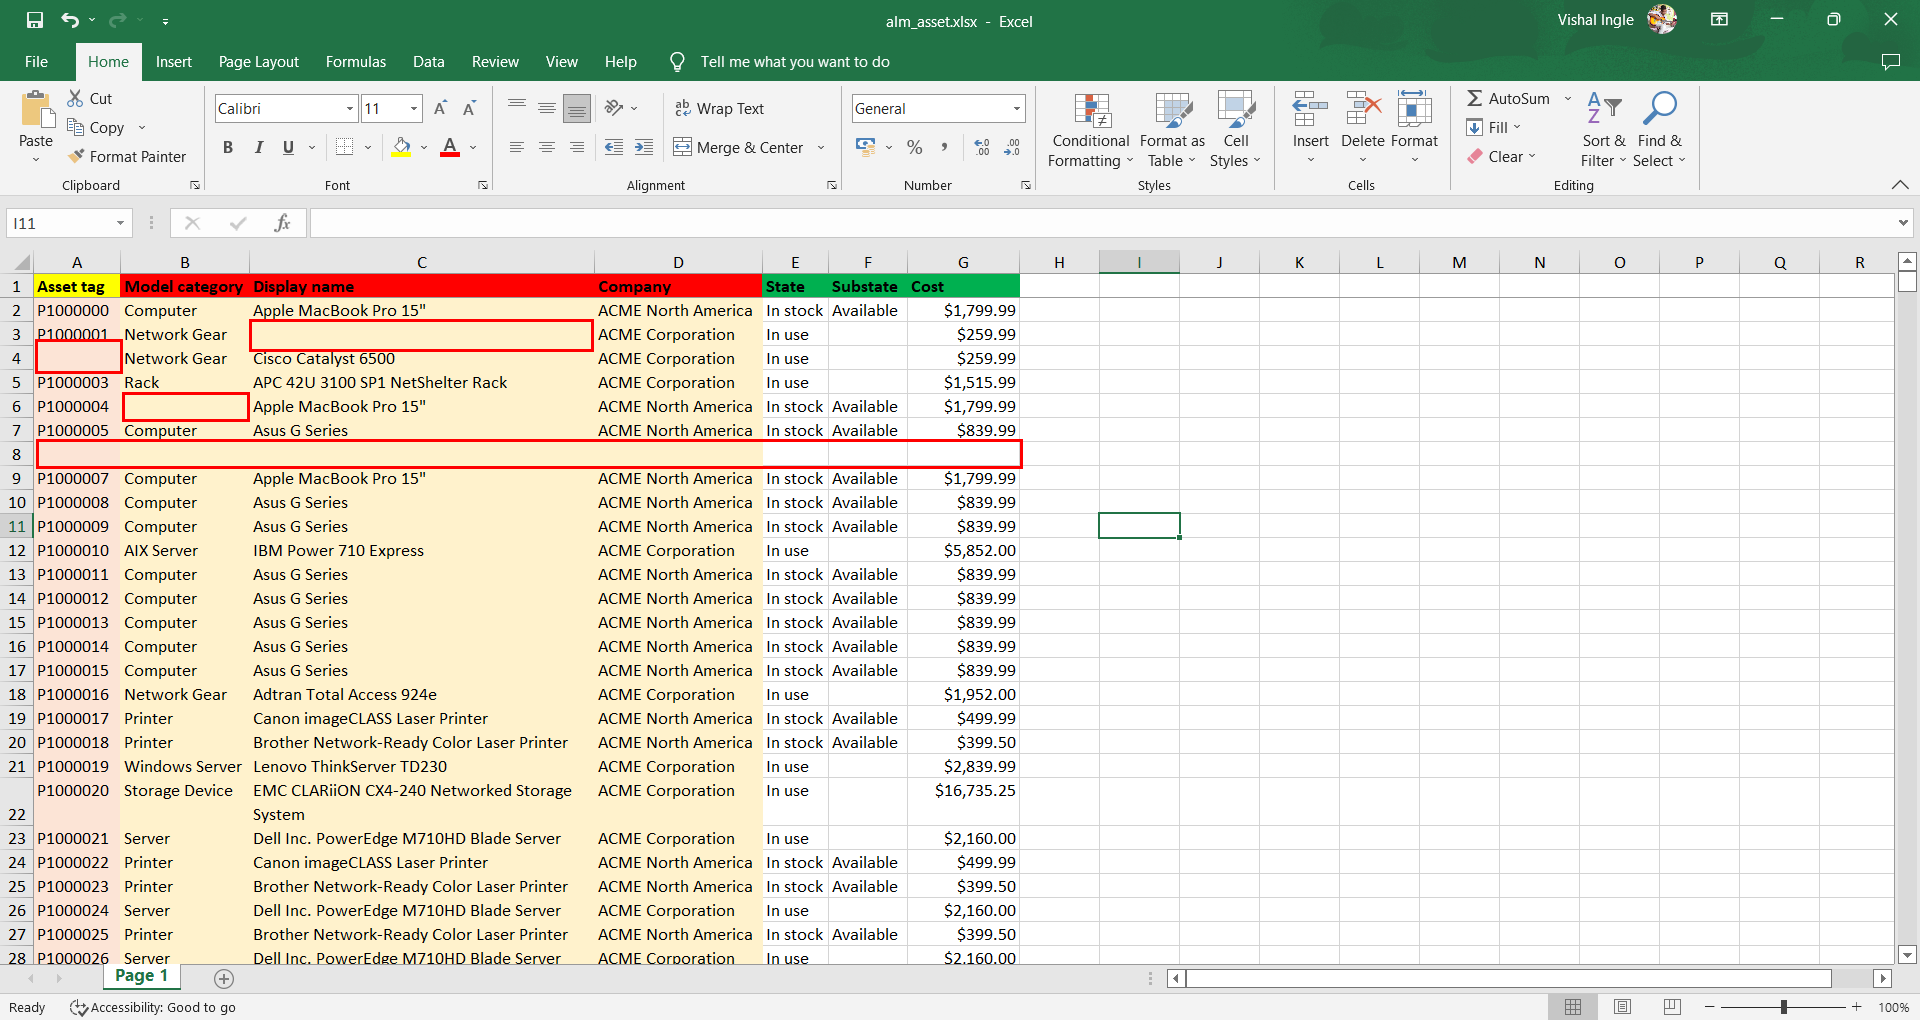 alm_asset.xlsx - Excel
Vishal Ingle
File Home Insert Page Layout Formulas Data Review View Help Tell me what you want to do
Paste
Cut
Copy
Format Painter
Clipboard
Calibri 11
B I U
Font
Wrap Text
Merge & Center
Alignment
General
Number
Conditional Formatting
Format as Table
Cell Styles
Styles
Insert Delete Format
Cells
AutoSum
Fill
Clear
Sort & Filter
Find & Select
Editing
I11 fx
A B C D E F G H I J K L M N O P Q R
1 Asset tag Model category Display name Company State Substate Cost
2 P1000000 Computer Apple MacBook Pro 15" ACME North America In stock Available $1,799.99
3 P1000001 Network Gear ACME Corporation In use $259.99
4 Network Gear Cisco Catalyst 6500 ACME Corporation In use $259.99
5 P1000003 Rack APC 42U 3100 SP1 NetShelter Rack ACME Corporation In use $1,515.99
6 P1000004 Apple MacBook Pro 15" ACME North America In stock Available $1,799.99
7 P1000005 Computer Asus G Series ACME North America In stock Available $839.99
8
9 P1000007 Computer Apple MacBook Pro 15" ACME North America In stock Available $1,799.99
10 P1000008 Computer Asus G Series ACME North America In stock Available $839.99
11 P1000009 Computer Asus G Series ACME North America In stock Available $839.99
12 P1000010 AIX Server IBM Power 710 Express ACME Corporation In use $5,852.00
13 P1000011 Computer Asus G Series ACME North America In stock Available $839.99
14 P1000012 Computer Asus G Series ACME North America In stock Available $839.99
15 P1000013 Computer Asus G Series ACME North America In stock Available $839.99
16 P1000014 Computer Asus G Series ACME North America In stock Available $839.99
17 P1000015 Computer Asus G Series ACME North America In stock Available $839.99
18 P1000016 Network Gear Adtran Total Access 924e ACME Corporation In use $1,952.00
19 P1000017 Printer Canon imageCLASS Laser Printer ACME North America In stock Available $499.99
20 P1000018 Printer Brother Network-Ready Color Laser Printer ACME North America In stock Available $399.50
21 P1000019 Windows Server Lenovo ThinkServer TD230 ACME Corporation In use $2,839.99
22 P1000020 Storage Device EMC CLARiiON CX4-240 Networked Storage System ACME Corporation In use $16,735.25
23 P1000021 Server Dell Inc. PowerEdge M710HD Blade Server ACME Corporation In use $2,160.00
24 P1000022 Printer Canon imageCLASS Laser Printer ACME North America In stock Available $499.99
25 P1000023 Printer Brother Network-Ready Color Laser Printer ACME North America In stock Available $399.50
26 P1000024 Server Dell Inc. PowerEdge M710HD Blade Server ACME Corporation In use $2,160.00
27 P1000025 Printer Brother Network-Ready Color Laser Printer ACME North America In stock Available $399.50
28 P1000026 Server Dell Inc. PowerEdge M710HD Blade Server ACME Corporation In use $2,160.00
Page 1
Ready Accessibility: Good to go 100%